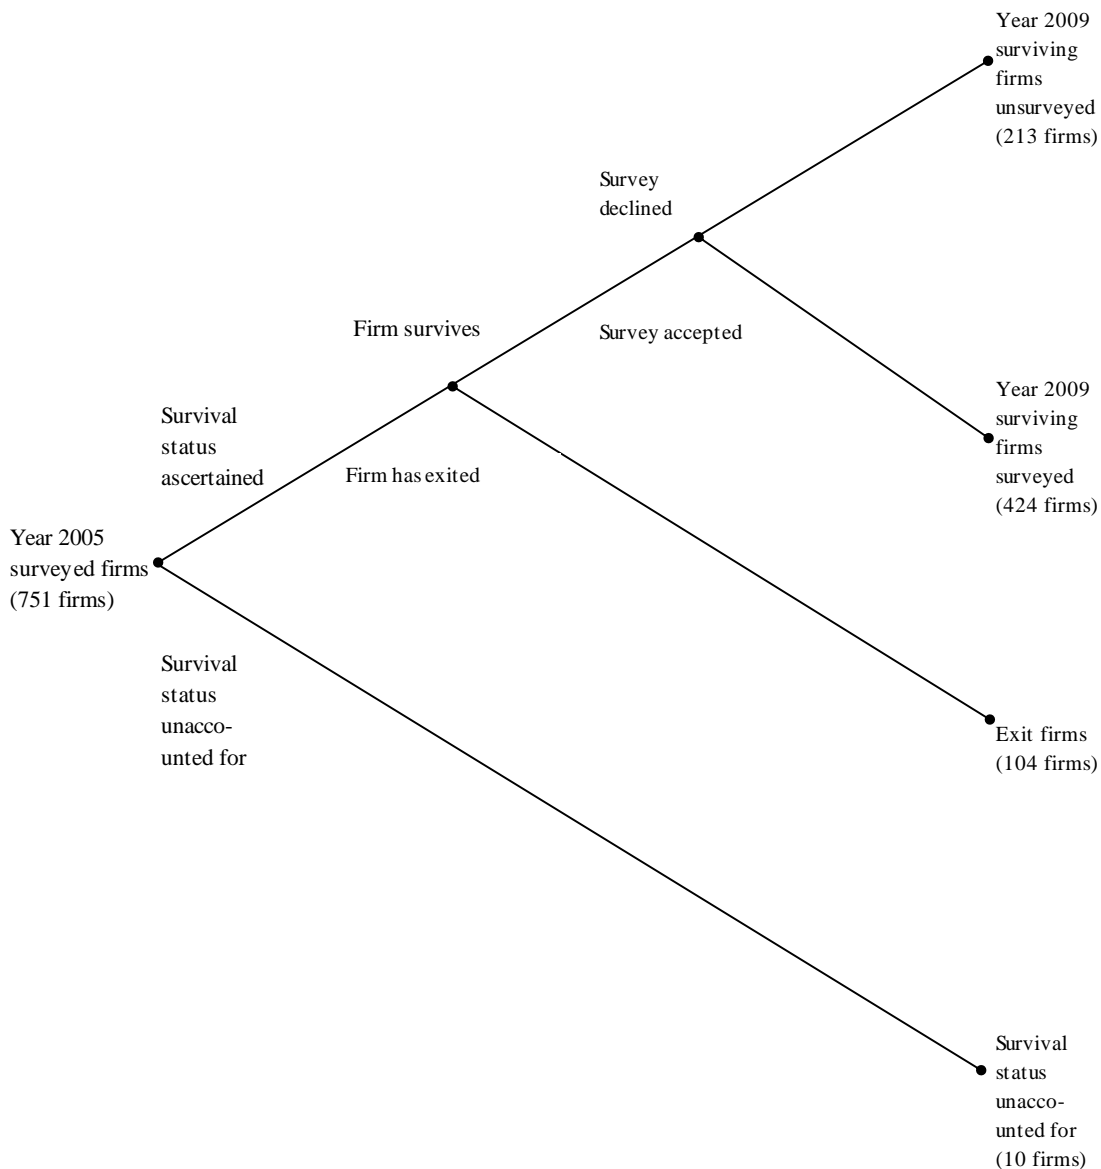 Year 2009
surviving
firms
unsurveyed
(213 firms)
Survey
declined
Firm survives
Survey accepted
Year 2009
surviving
firms
surveyed
(424 firms)
Survival
status
ascertained
Firm has exited
Year 2005
surveyed firms
(751 firms)
Survival
status
unacco-
unted for
Exit firms
(104 firms)
Survival
status
unacco-
unted for
(10 firms)